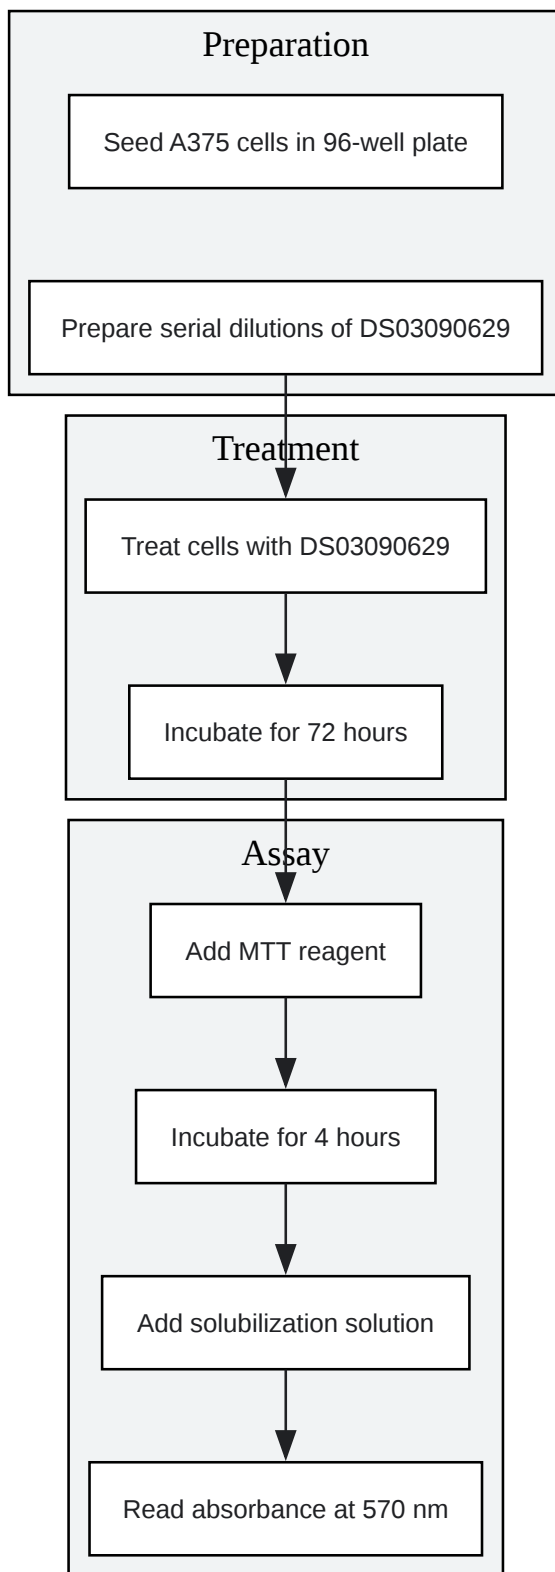 Preparation
Seed A375 cells in 96-well plate
Prepare serial dilutions of DS03090629
Treatment
Treat cells with DS03090629
Incubate for 72 hours
Assay
Add MTT reagent
Incubate for 4 hours
Add solubilization solution
Read absorbance at 570 nm